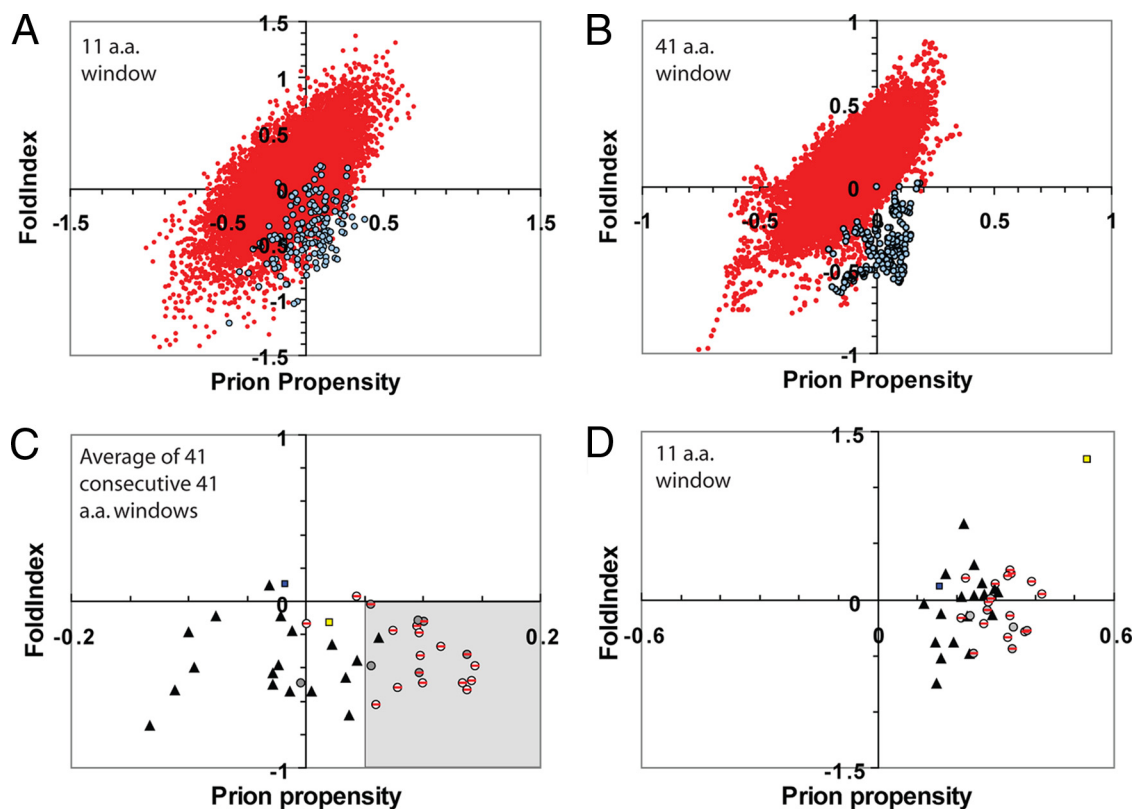 A
11 a.a.
window
1.5
1
0.5
0
-1.5
-0.5
0.5
1.5
-0.5
-1
-1.5
FoldIndex
Prion Propensity
B
41 a.a.
window
1
0.5
0
-1
-0.5
0
0.5
1
-0.5
-1
FoldIndex
Prion Propensity
C
Average of 41
consecutive 41
a.a. windows
1
0
-0.2
0
0.2
-1
FoldIndex
Prion propensity
D
11 a.a.
window
1.5
0
-0.6
0
0.6
-1.5
FoldIndex
Prion propensity